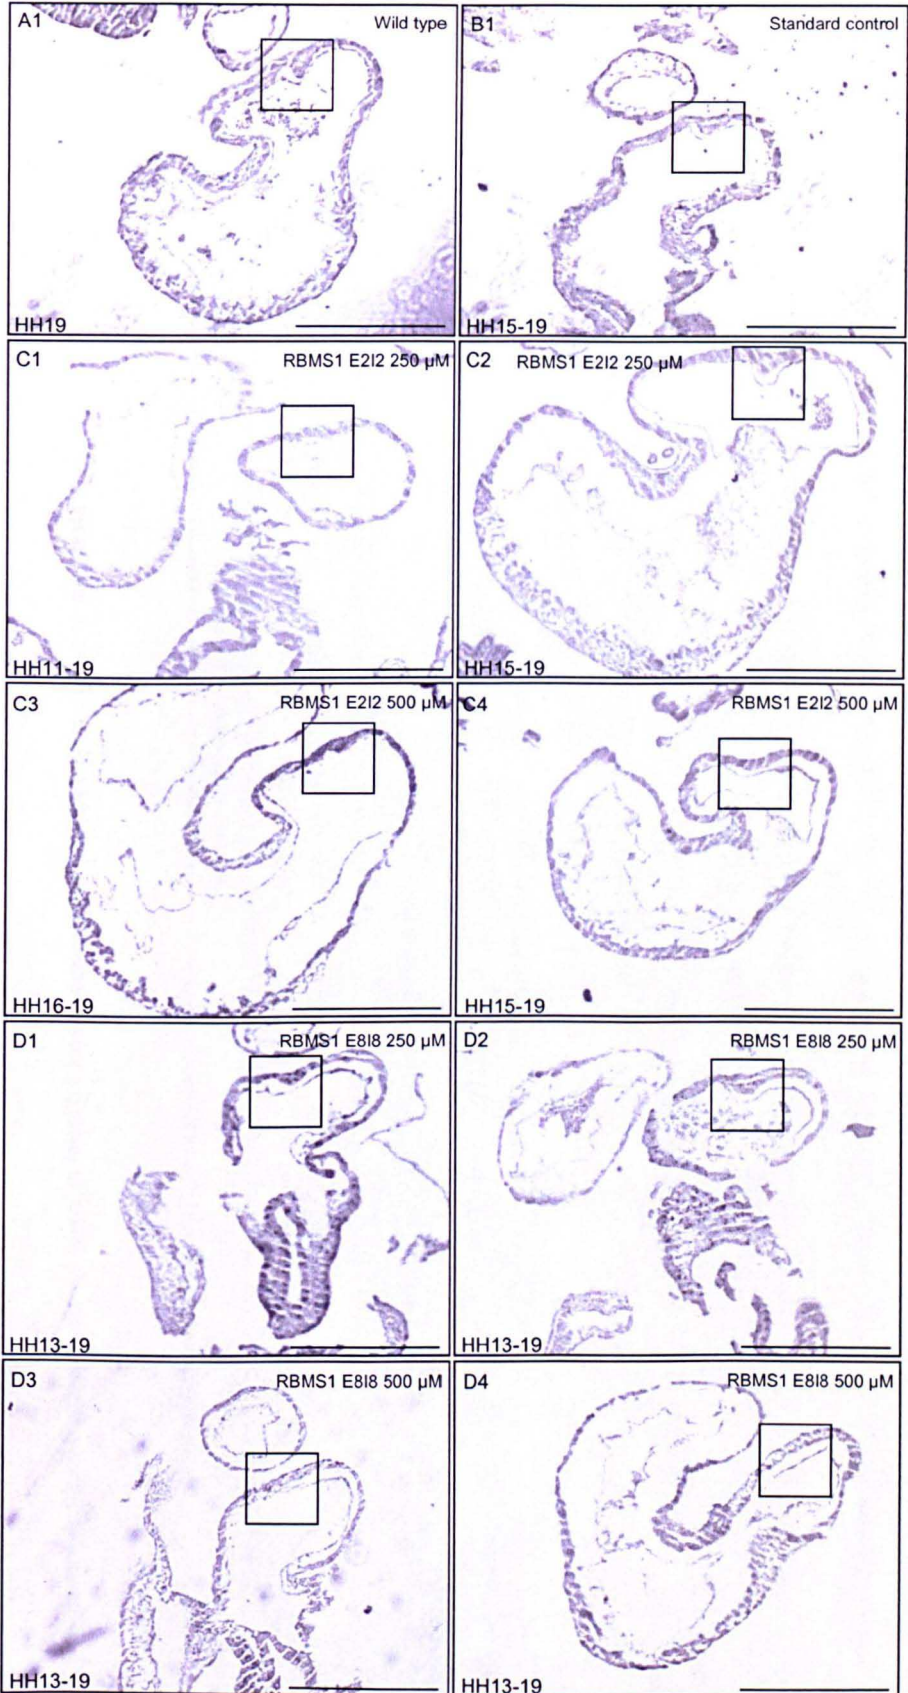 A1 Wild type
HH19
B1 Standard control
HH15-19
C1 RBMS1 E2I2 250 µM
HH11-19
C2 RBMS1 E2I2 250 µM
HH15-19
C3 RBMS1 E2I2 500 µM
HH16-19
C4 RBMS1 E2I2 500 µM
HH15-19
D1 RBMS1 E8I8 250 µM
HH13-19
D2 RBMS1 E8I8 250 µM
HH13-19
D3 RBMS1 E8I8 500 µM
HH13-19
D4 RBMS1 E8I8 500 µM
HH13-19